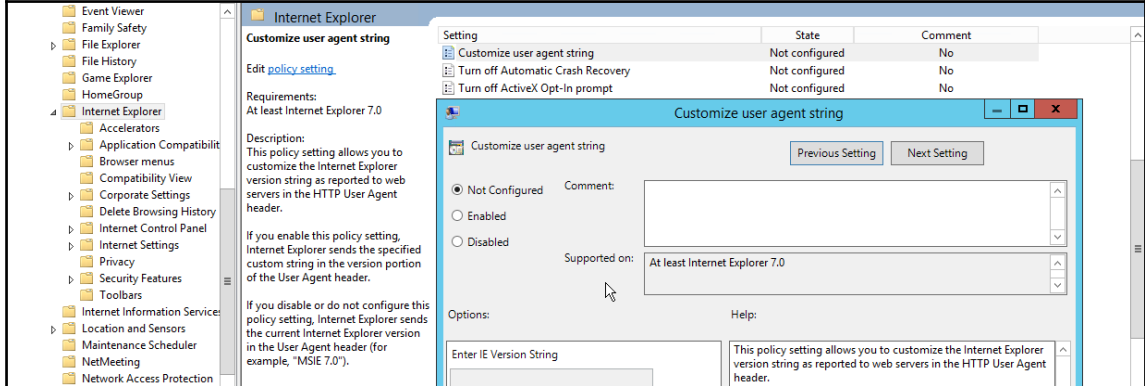 Event Viewer
Family Safety
File Explorer
File History
Game Explorer
HomeGroup
Internet Explorer
Accelerators
Application Compatibilit
Browser menus
Compatibility View
Corporate Settings
Delete Browsing History
Internet Control Panel
Internet Settings
Privacy
Security Features
Toolbars
Internet Information Services
Location and Sensors
Maintenance Scheduler
NetMeeting
Network Access Protection
Internet Explorer
Customize user agent string
Edit policy setting
Requirements:
At least Internet Explorer 7.0
Description:
This policy setting allows you to
customize the Internet Explorer
version string as reported to web
servers in the HTTP User Agent
header.
If you enable this policy setting,
Internet Explorer sends the specified
custom string in the version portion
of the User Agent header.
If you disable or do not configure this
policy setting, Internet Explorer sends
the current Internet Explorer version
in the User Agent header (for
example, "MSIE 7.0").
Setting State Comment
Customize user agent string Not configured No
Turn off Automatic Crash Recovery Not configured No
Turn off ActiveX Opt-In prompt Not configured No
Customize user agent string
Customize user agent string
Previous Setting Next Setting
Not Configured Comment:
Enabled
Disabled
Supported on: At least Internet Explorer 7.0
Options: Help:
Enter IE Version String
This policy setting allows you to customize the Internet Explorer
version string as reported to web servers in the HTTP User Agent
header.